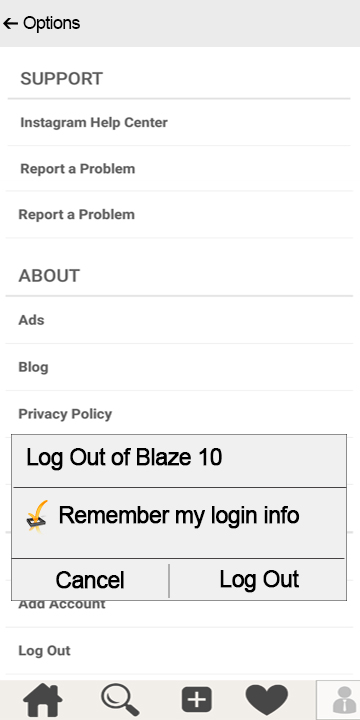 Options
SUPPORT
Instagram Help Center
Report a Problem
Report a Problem
ABOUT
Ads
Blog
Privacy Policy
Log Out of Blaze 10
Remember my login info
Cancel
Log Out
Add Account
Log Out